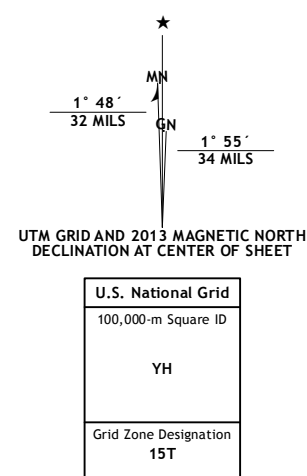 ★
MN
1° 48´
32 MILS
GN
1° 55´
34 MILS
UTM GRID AND 2013 MAGNETIC NORTH
DECLINATION AT CENTER OF SHEET
U.S. National Grid
100,000-m Square ID
YH
Grid Zone Designation
15T